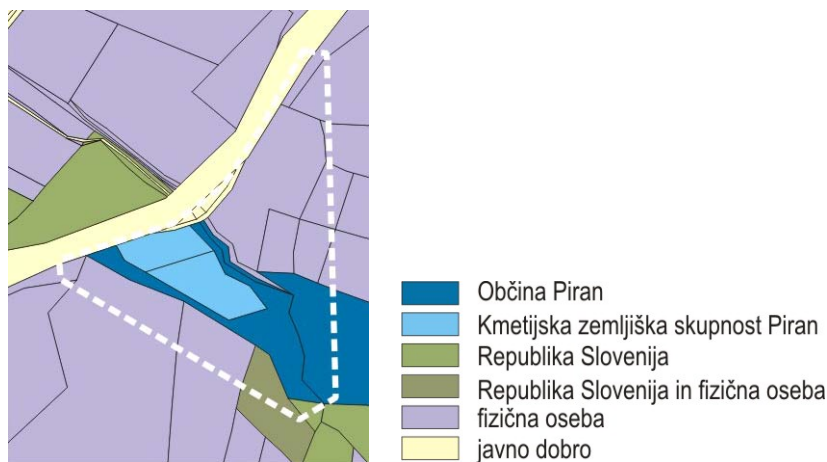 Občina Piran
Kmetijska zemljiška skupnost Piran
Republika Slovenija
Republika Slovenija in fizična oseba
fizična oseba
javno dobro